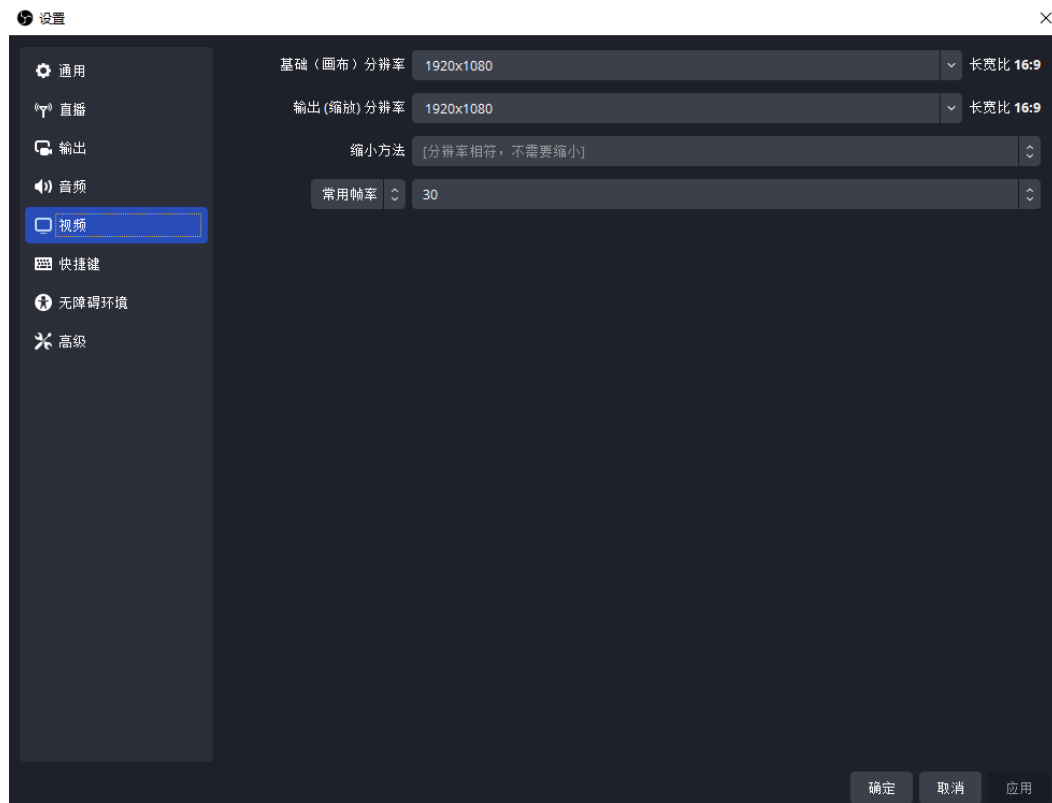 设置
通用
直播
输出
音频
视频
快捷键
无障碍环境
高级
基础（画布）分辨率 1920x1080 长宽比 16:9
输出 (缩放) 分辨率 1920x1080 长宽比 16:9
缩小方法 [分辨率相符，不需要缩小]
常用帧率 30
确定 取消 应用